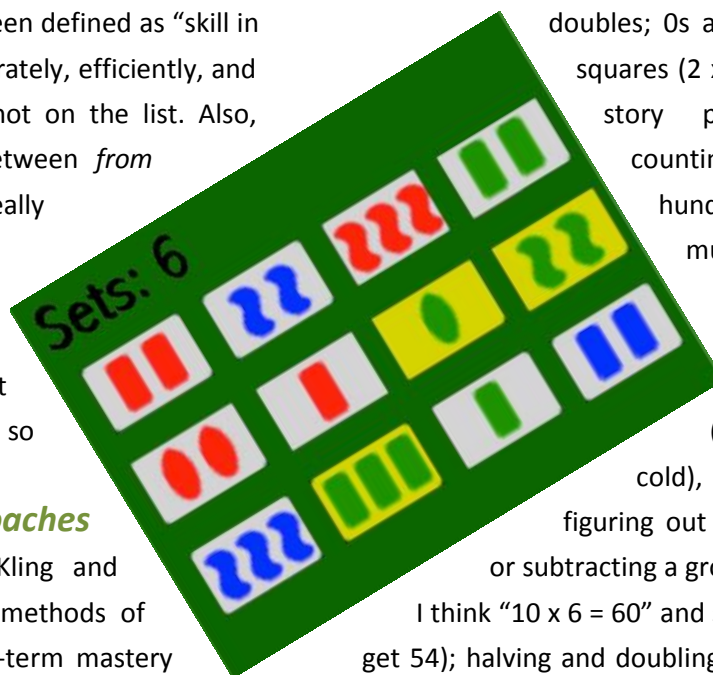 een defined as “skill in
rately, efficiently, and
not on the list. Also,
etween from
eally
t
so
oaches
Kling and
methods of
-term mastery
Sets: 6
doubles; 0s a
squares (2 x
story p
countin
hund
mu
(
cold),
figuring out
or subtracting a gro
I think “10 x 6 = 60” and
get 54); halving and doubling